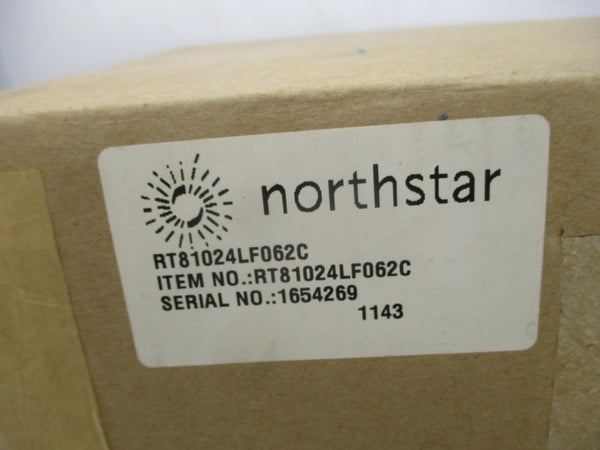 northstar
RT81024LF062C
ITEM NO.:RT81024LF062C
SERIAL NO.:1654269
1143